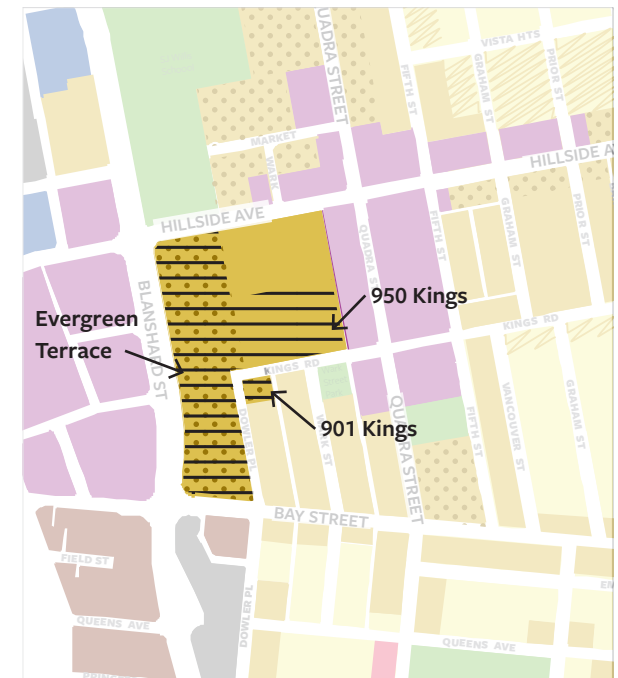 QUADRA STREET
FIFTH ST
VISTA HTS
GRAHAM ST
PRIOR ST
MARKET
WARK
HILLSIDE A
HILLSIDE AVE
QUADRA S
FIFTH ST
GRAHAM ST
PRIOR ST
BLANSHARD ST
950 Kings
Evergreen
Terrace
KINGS RD
KINGS RD
901 Kings
DOWLER PL
WARK ST
QUADRA STREET
FIFTH ST
VANCOUVER ST
GRAHAM ST
BAY STREET
FIELD ST
DOWLER PL
QUEENS AVE
QUEENS AVE
EM